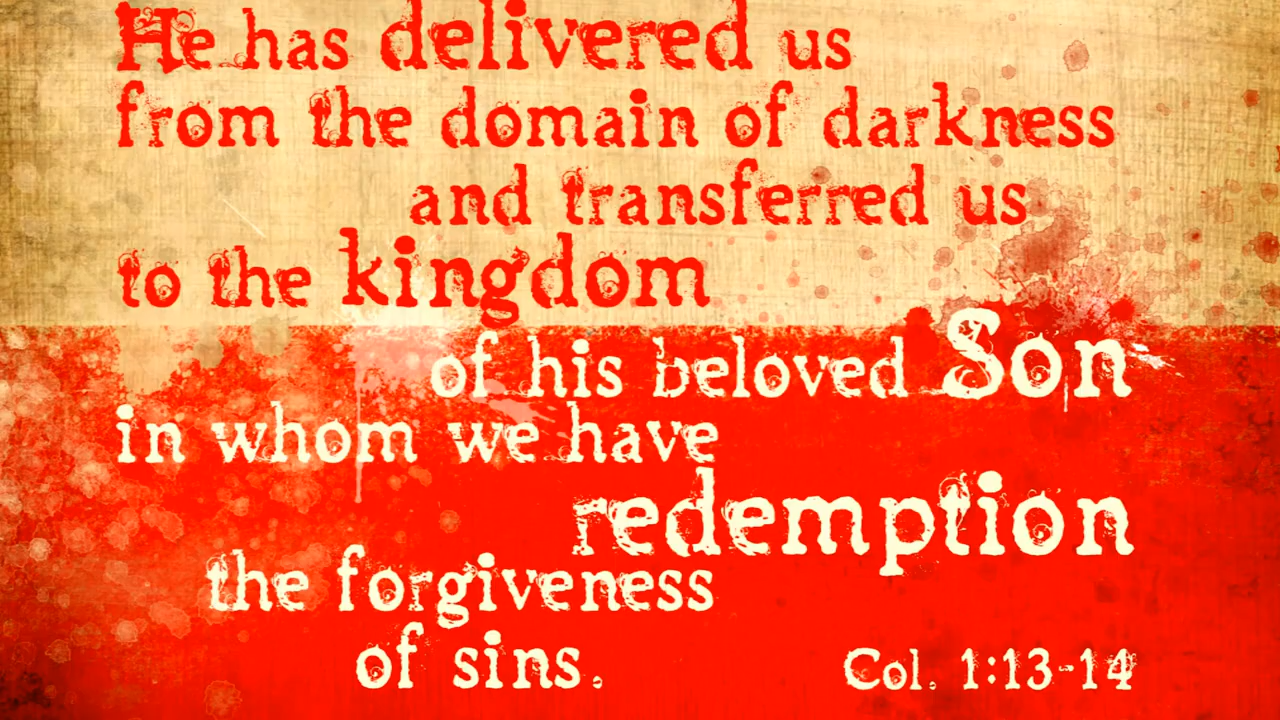 He has delivered us
from the domain of darkness
and transferred us
to the kingdom
of his beloved Son
in whom we have
redemption
the forgiveness
of sins.
Col. 1:13-14